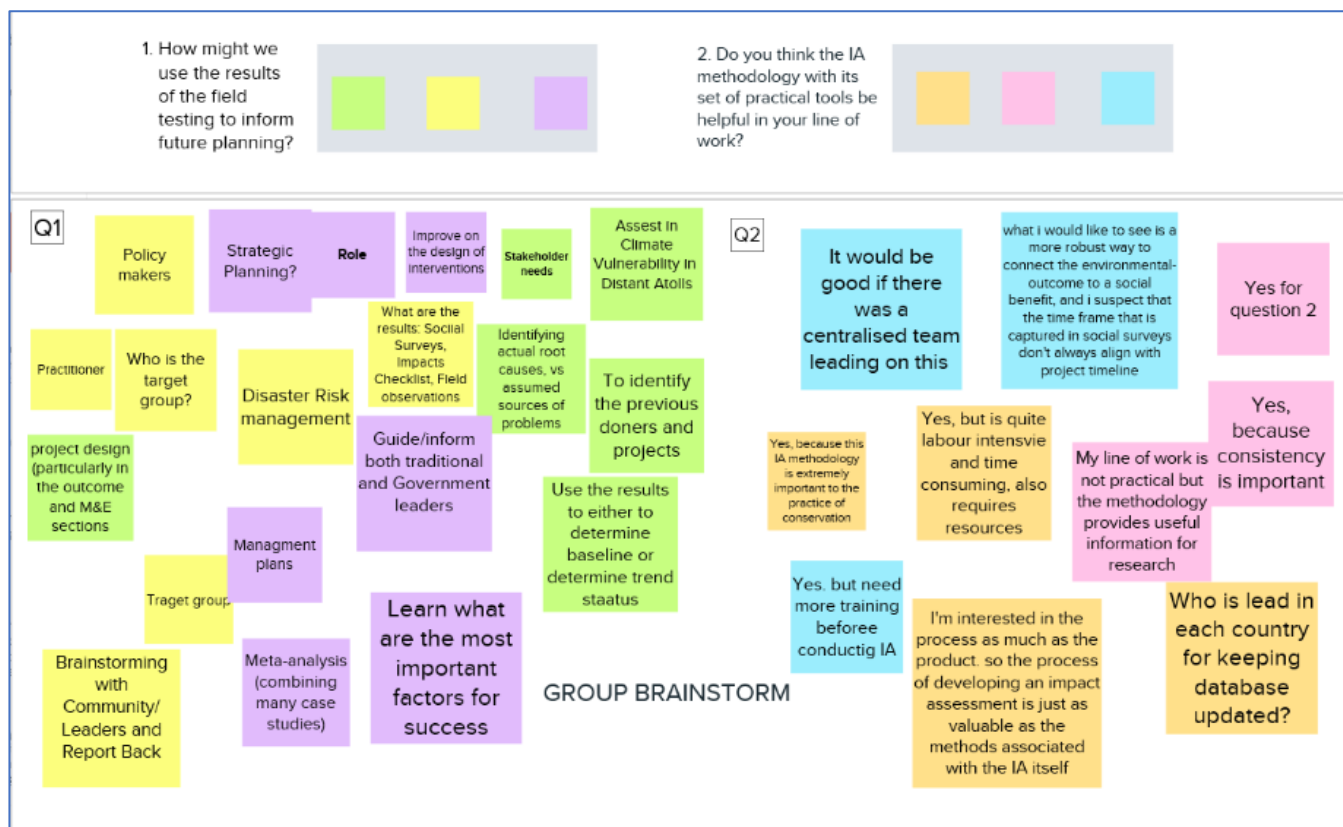 1. How might we
use the results
of the field
testing to inform
future planning?
2. Do you think the IA
methodology with its
set of practical tools be
helpful in your line of
work?
Q1
Policy
makers
Strategic
Planning?
Role
Improve on
the design of
interventions
Stakeholder
needs
Assest in
Climate
Vulnerability in
Distant Atolls
Practitioner
Who is the
target
group?
Disaster Risk
management
What are the
results: Social
Surveys,
Impacts
Checklist, Field
observations
Identifying
actual root
causes, vs
assumed
sources of
problems
To identify
the previous
doners and
projects
project design
(particularly in
the outcome
and M&E
sections
Guide/inform
both traditional
and Government
leaders
Use the results
to either to
determine
baseline or
determine trend
staatus
Managment
plans
Traget group
Learn what
are the most
important
factors for
success
Brainstorming
with
Community/
Leaders and
Report Back
Meta-analysis
(combining
many case
studies)
GROUP BRAINSTORM
Q2
It would be
good if there
was a
centralised team
leading on this
what i would like to see is a
more robust way to
connect the environmental-
outcome to a social
benefit, and i suspect that
the time frame that is
captured in social surveys
don't always align with
project timeline
Yes for
question 2
Yes, because this
IA methodology
is extremely
important to the
practice of
conservation
Yes, but is quite
labour intensvie
and time
consuming, also
requires
resources
Yes,
because
consistency
is important
My line of work is
not practical but
the methodology
provides useful
information for
research
Yes. but need
more training
beforee
conductig IA
I'm interested in the
process as much as the
product. so the process
of developing an impact
assessment is just as
valuable as the
methods associated
with the IA itself
Who is lead in
each country
for keeping
database
updated?